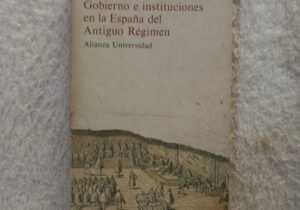 Gobierno e instituciones
en la España del
Antiguo Régimen
Alianza Universidad